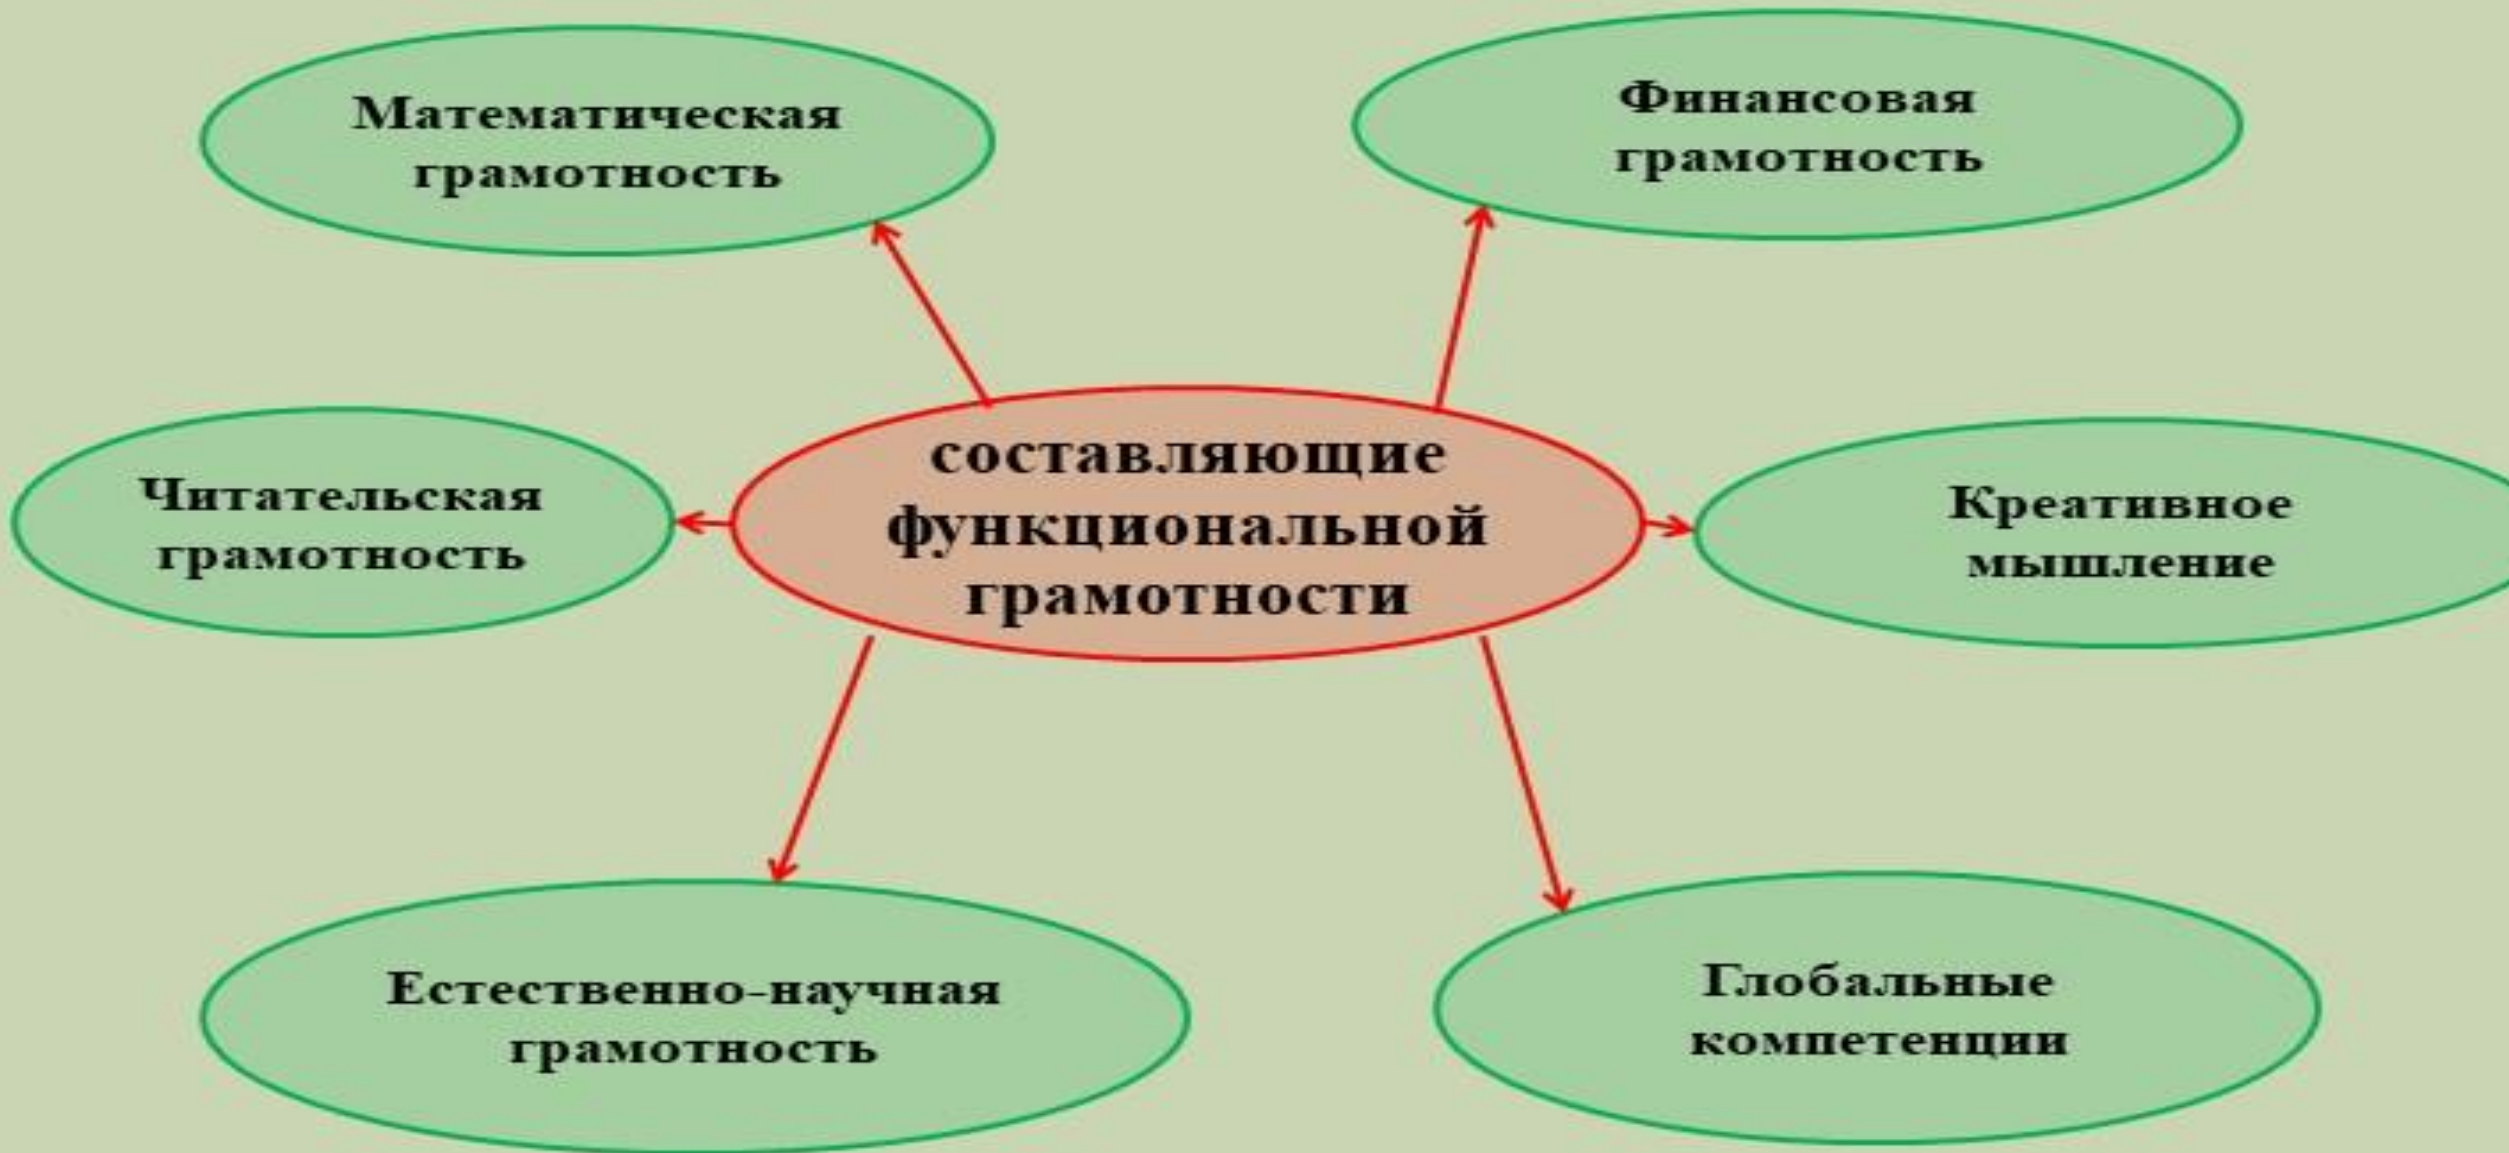 Математическая
грамотность
Финансовая
грамотность
Читательская
грамотность
составляющие
функциональной
грамотности
Креативное
мышление
Естественно-научная
грамотность
Глобальные
компетенции